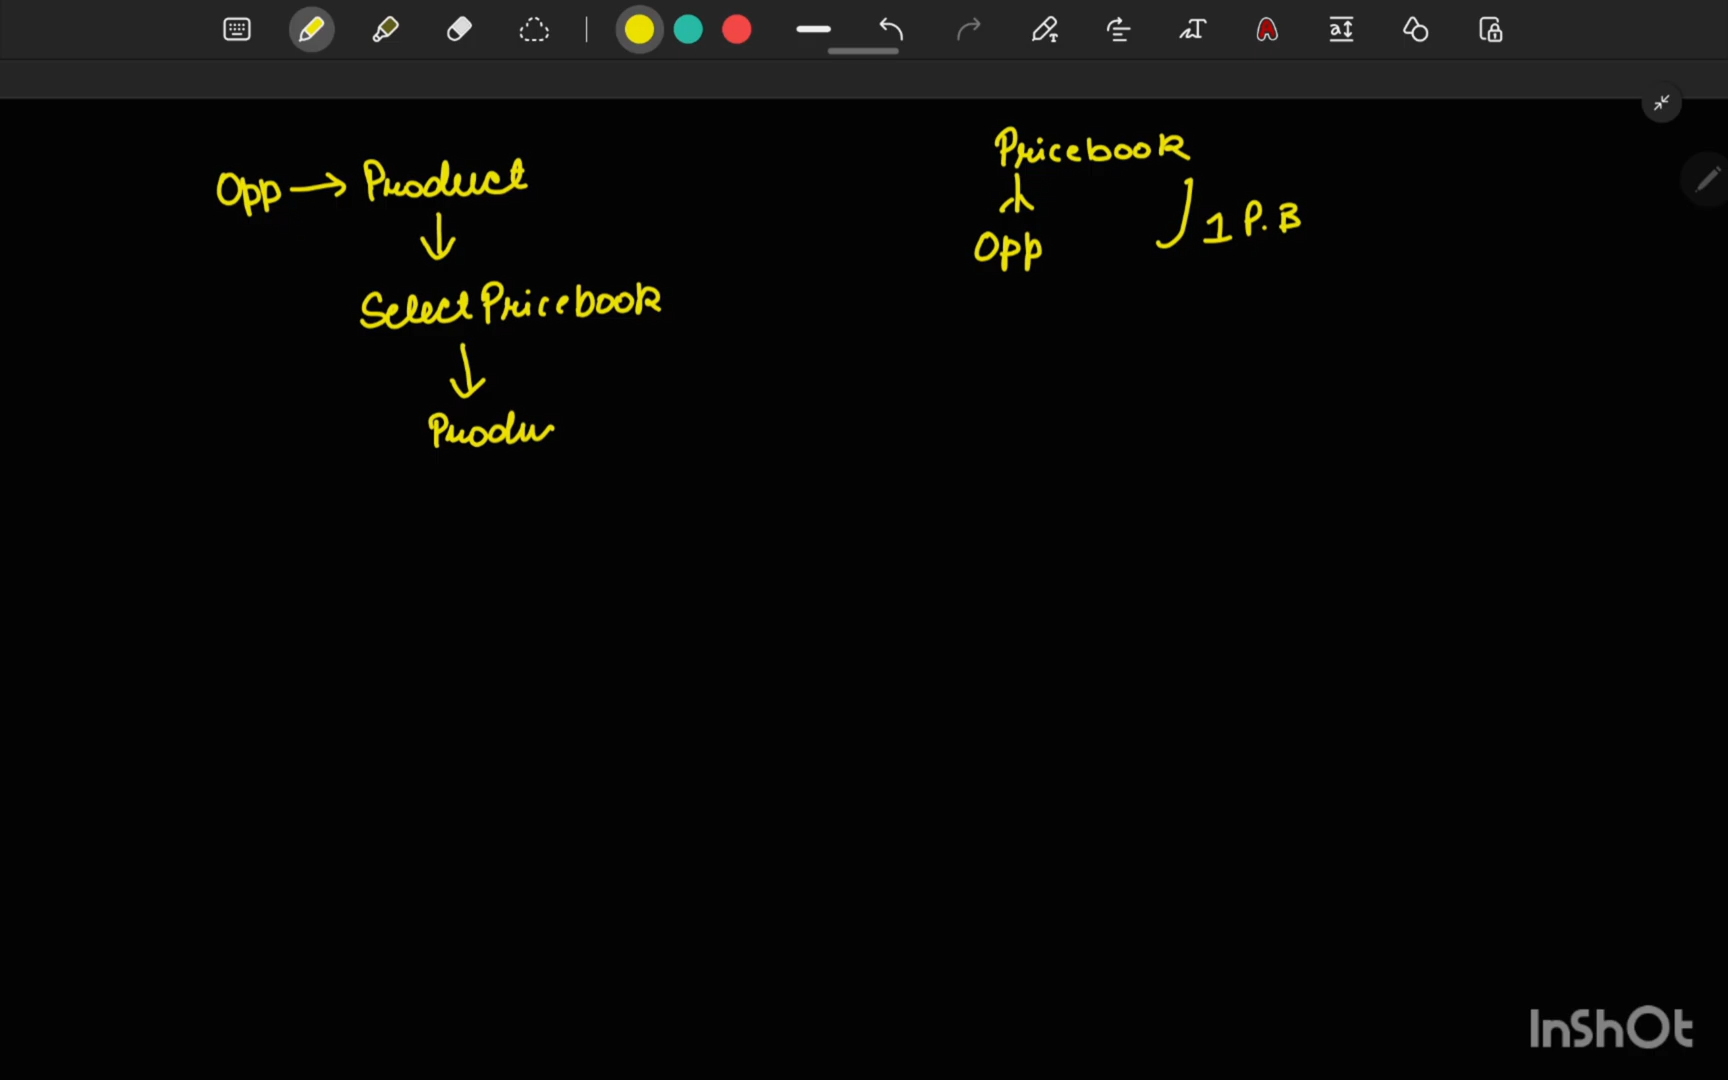 Opp → Product
↓
Select Pricebook
↓
Produ
Pricebook
Opp
1 P.B
InShOt